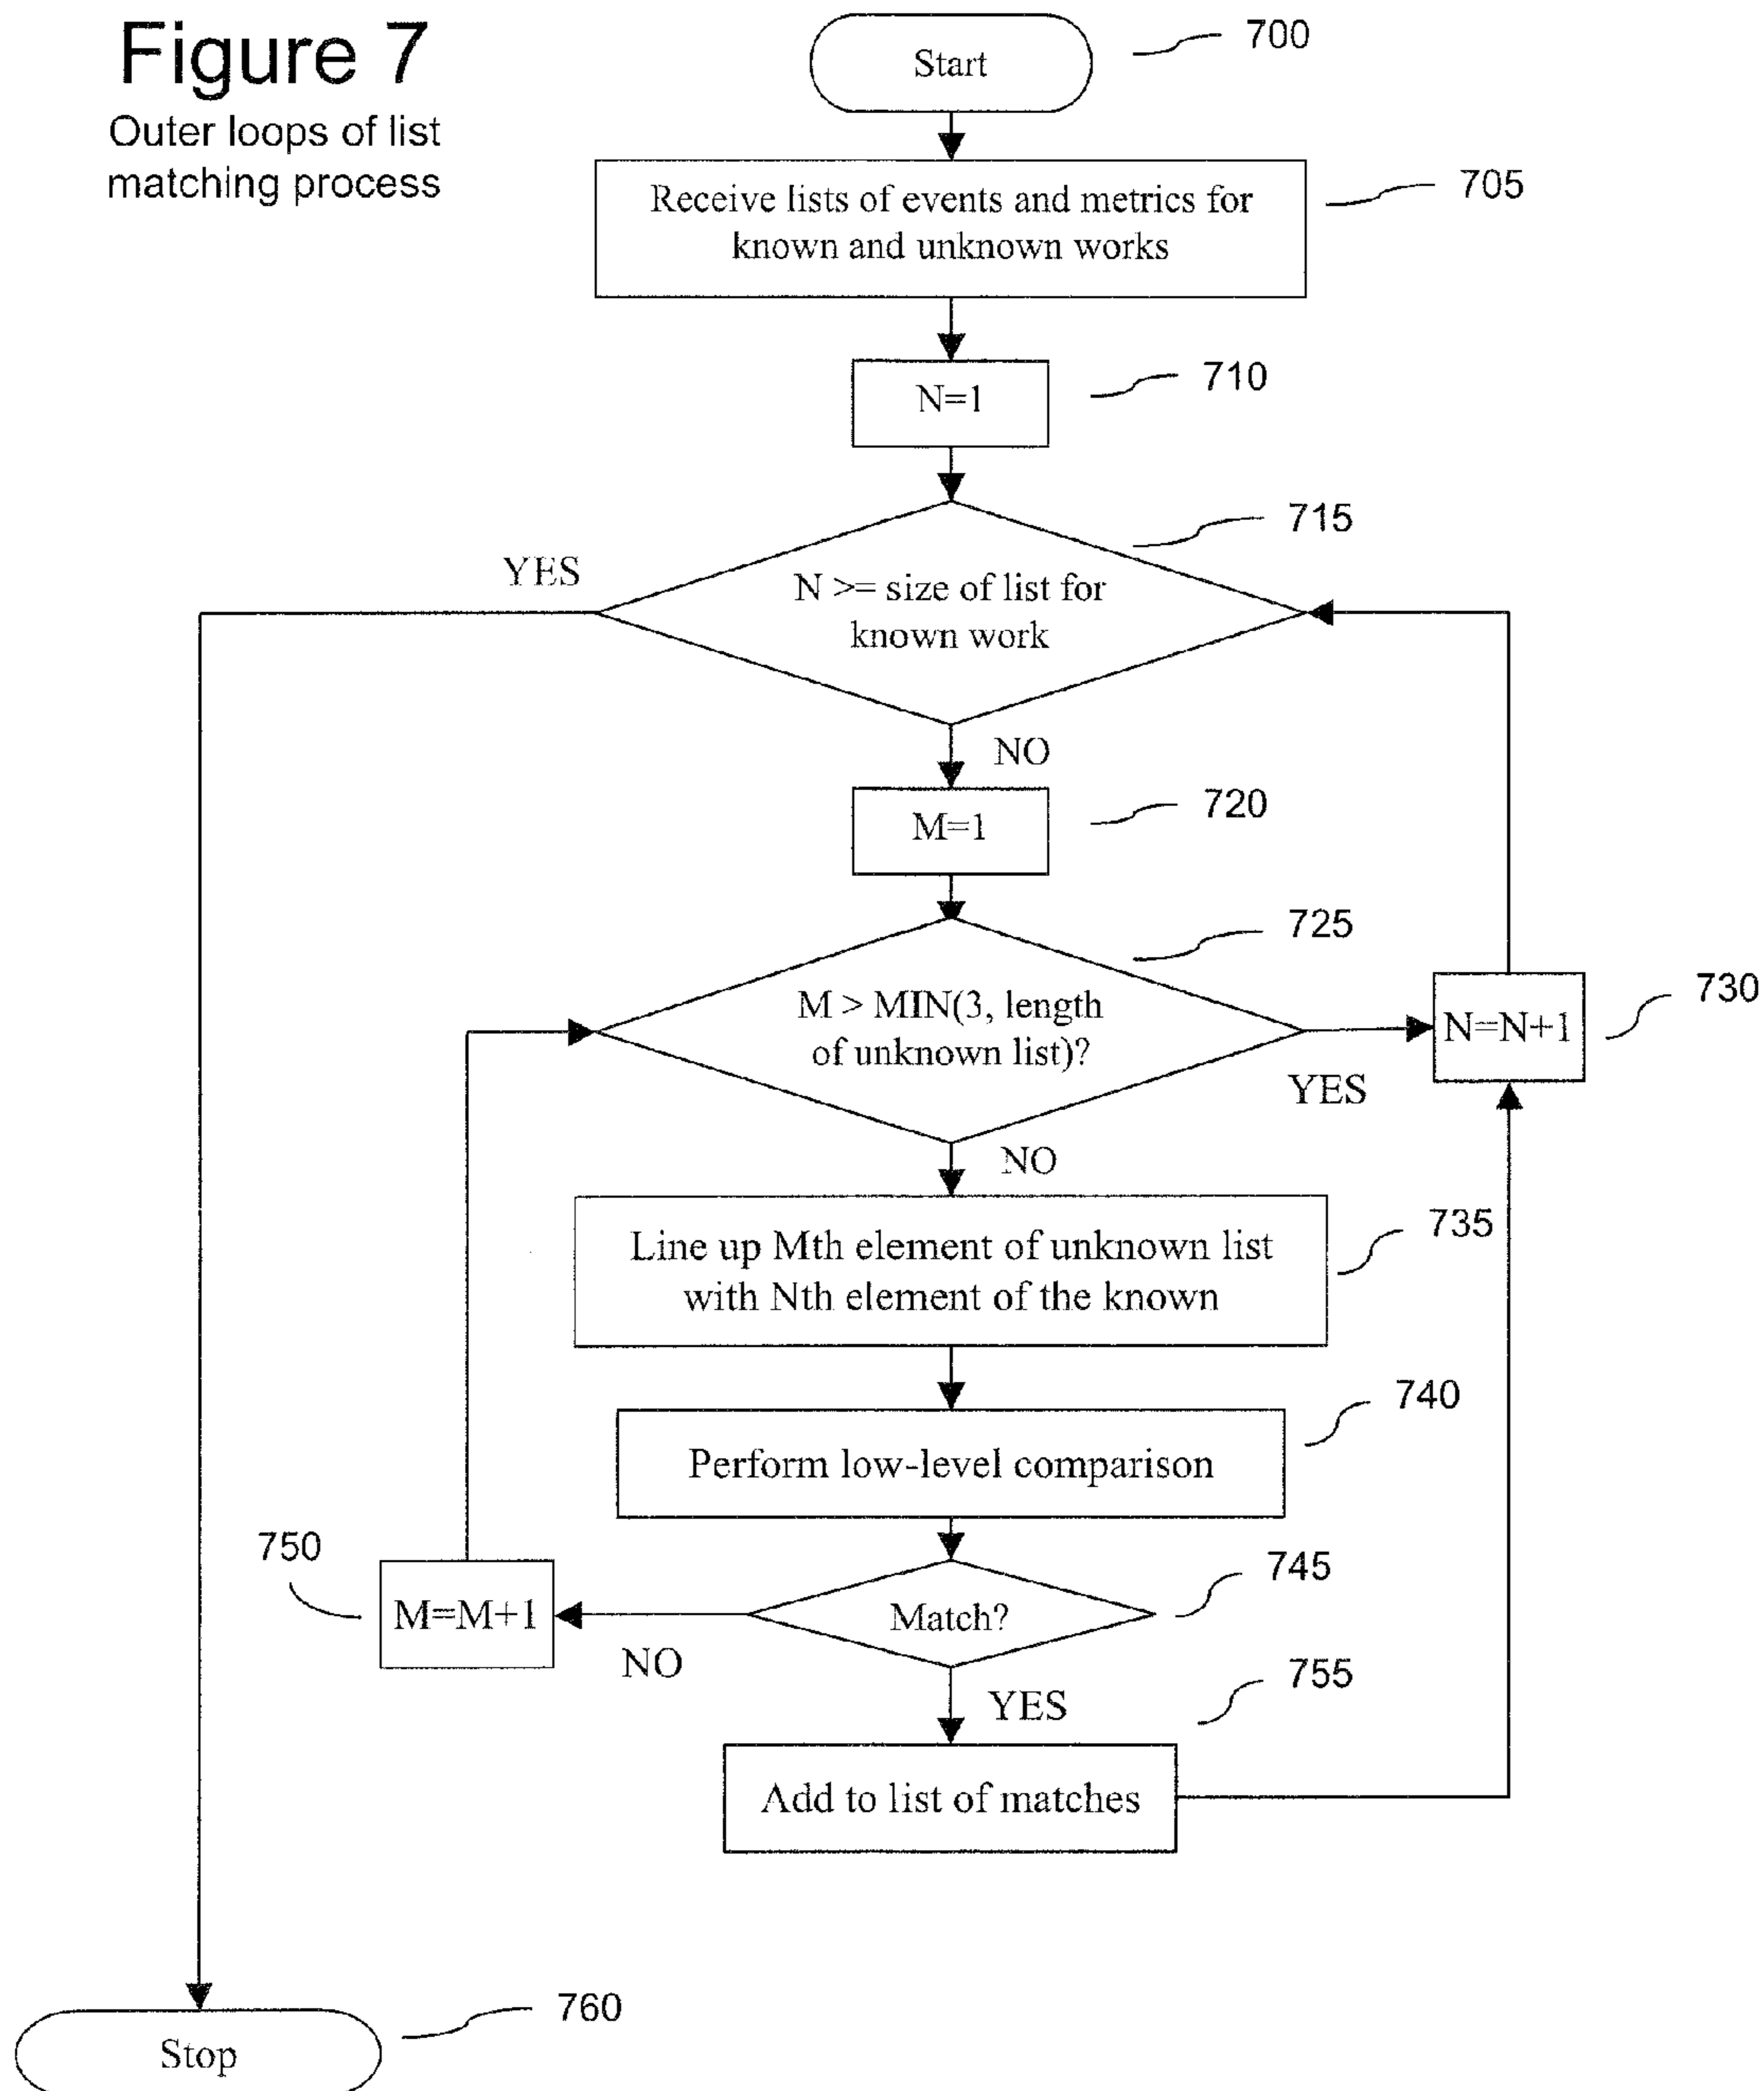 Figure 7
Outer loops of list
matching process
Start
700
Receive lists of events and metrics for
known and unknown works
705
N=1
710
715
YES
N >= size of list for
known work
NO
M=1
720
725
M > MIN(3, length
of unknown list)?
YES
N=N+1
730
NO
Line up Mth element of unknown list
with Nth element of the known
735
Perform low-level comparison
740
745
Match?
750
M=M+1
NO
YES
755
Add to list of matches
760
Stop